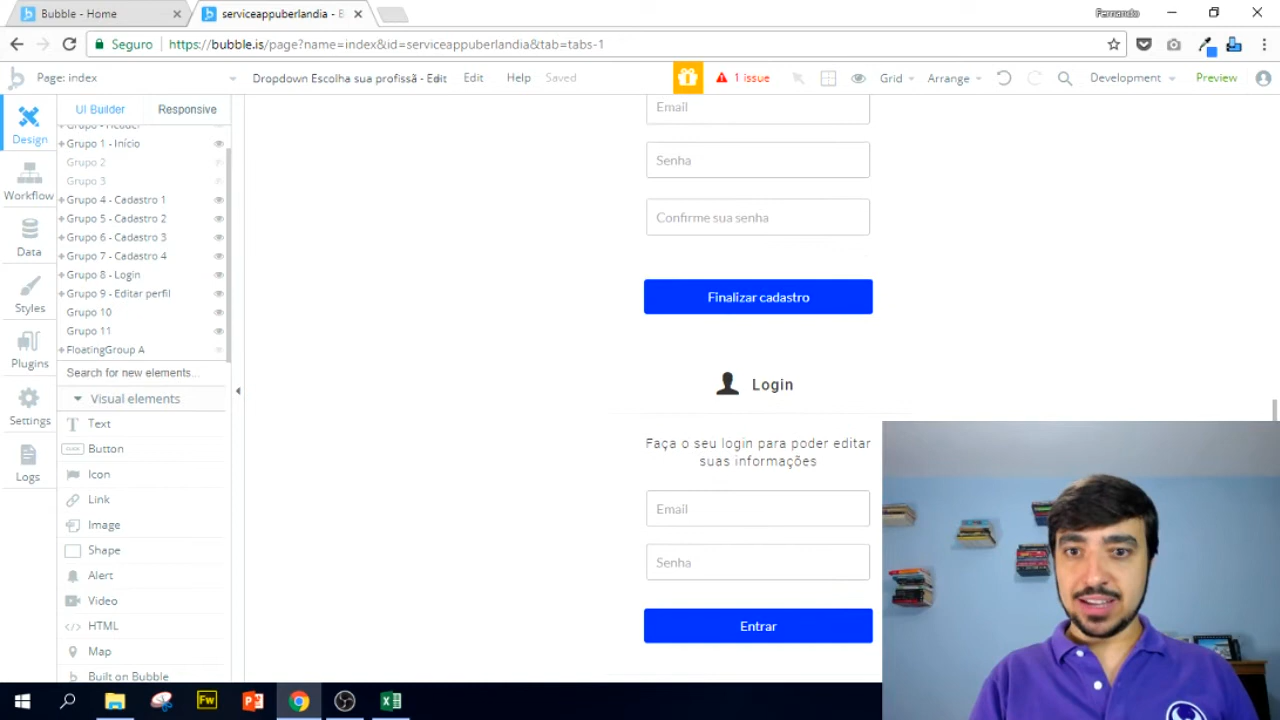 Bubble - Home
serviceappuberlandia - B
Fernando
Seguro
https://bubble.is/page?name=index&id=serviceappuberlandia&tab=tabs-1
Page: index
Dropdown Escolha sua profissã - Edit
Edit
Help
Saved
1 issue
Grid
Arrange
Development
Preview
UI Builder
Responsive
Design
Workflow
Data
Styles
Plugins
Settings
Logs
Grupo 1 - Início
Grupo 2
Grupo 3
Grupo 4 - Cadastro 1
Grupo 5 - Cadastro 2
Grupo 6 - Cadastro 3
Grupo 7 - Cadastro 4
Grupo 8 - Login
Grupo 9 - Editar perfil
Grupo 10
Grupo 11
FloatingGroup A
Search for new elements...
Visual elements
Text
CLICK
Button
Icon
Link
Image
Shape
Alert
Video
</> HTML
Map
Built on Bubble
Email
Senha
Confirme sua senha
Finalizar cadastro
Login
Faça o seu login para poder editar
suas informações
Email
Senha
Entrar
Fw